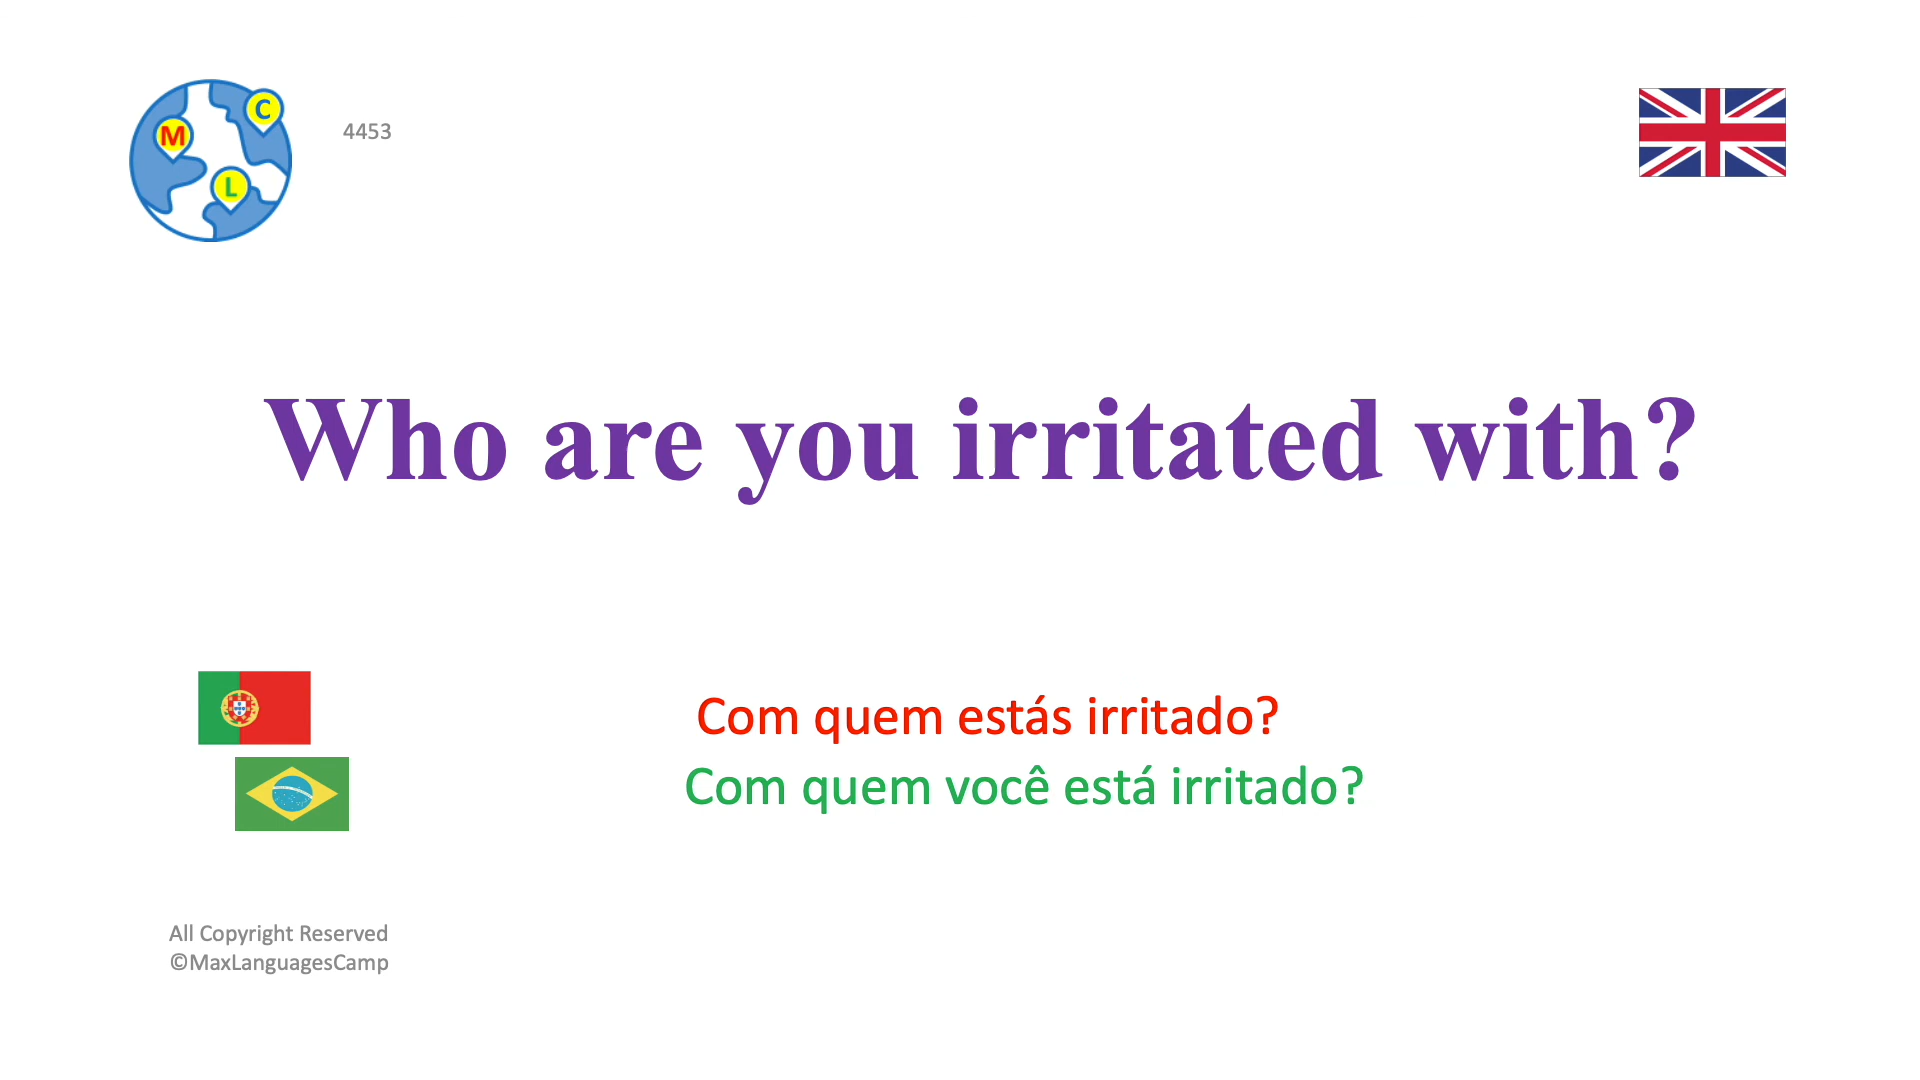 M
C
L
4453
Who are you irritated with?
Com quem estás irritado?
Com quem você está irritado?
All Copyright Reserved
©MaxLanguagesCamp